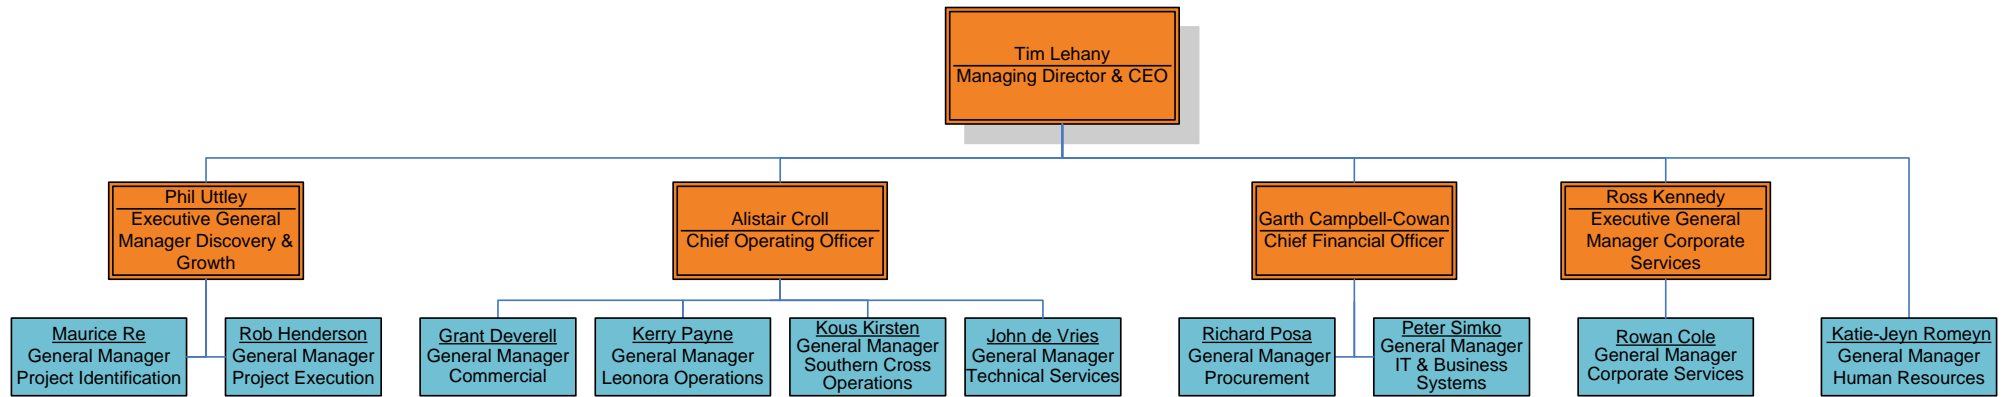 Tim Lehany
Managing Director & CEO
Phil Uttley
Executive General
Manager Discovery &
Growth
Alistair Croll
Chief Operating Officer
Garth Campbell-Cowan
Chief Financial Officer
Ross Kennedy
Executive General
Manager Corporate
Services
Maurice Re
General Manager
Project Identification
Rob Henderson
General Manager
Project Execution
Grant Deverell
General Manager
Commercial
Kerry Payne
General Manager
Leonora Operations
Kous Kirsten
General Manager
Southern Cross
Operations
John de Vries
General Manager
Technical Services
Richard Posa
General Manager
Procurement
Peter Simko
General Manager
IT & Business
Systems
Rowan Cole
General Manager
Corporate Services
Katie-Jeyn Romeyn
General Manager
Human Resources